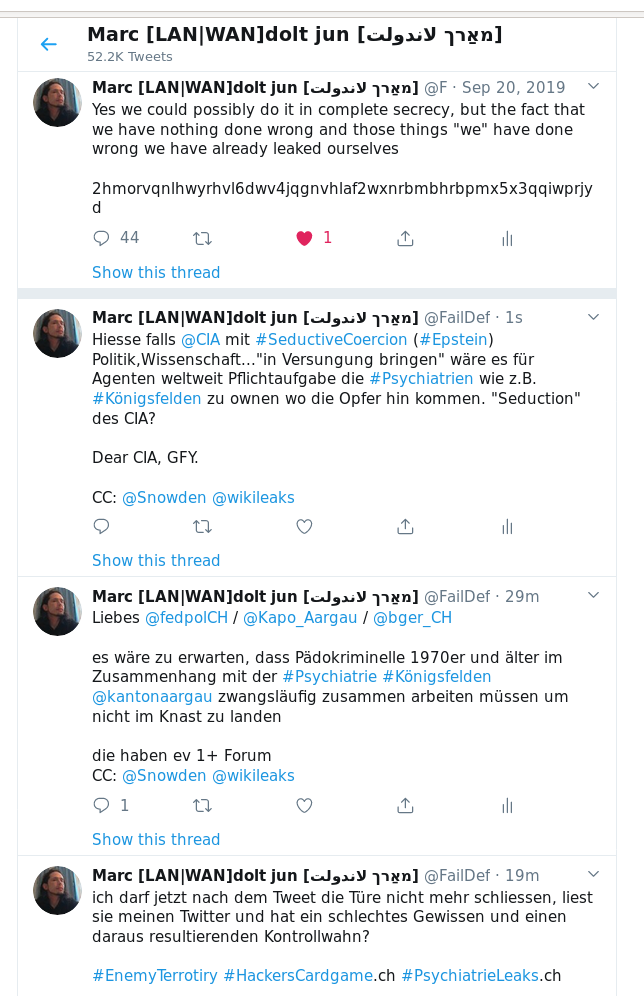 Marc [LAN|WAN]dolt jun [מאַרך لاندولت]
52.2K Tweets
Marc [LAN|WAN]dolt jun [מאַרך لاندولت] @F · Sep 20, 2019
Yes we could possibly do it in complete secrecy, but the fact that
we have nothing done wrong and those things "we" have done
wrong we have already leaked ourselves
2hmorvqnlhwyrhvl6dwv4jqgnvhlaf2wxnrbmbhrbpmx5x3qqiwprjy
d
44 1
Show this thread
Marc [LAN|WAN]dolt jun [מאַרך لاندولت] @FailDef · 1s
Hiesse falls @CIA mit #SeductiveCoercion (#Epstein)
Politik,Wissenschaft..."in Versungung bringen" wäre es für
Agenten weltweit Pflichtaufgabe die #Psychiatrien wie z.B.
#Königsfelden zu ownen wo die Opfer hin kommen. "Seduction"
des CIA?
Dear CIA, GFY.
CC: @Snowden @wikileaks
Show this thread
Marc [LAN|WAN]dolt jun [מאַרך لاندولت] @FailDef · 29m
Liebes @fedpolCH / @Kapo_Aargau / @bger_CH
es wäre zu erwarten, dass Pädokriminelle 1970er und älter im
Zusammenhang mit der #Psychiatrie #Königsfelden
@kantonaargau zwangsläufig zusammen arbeiten müssen um
nicht im Knast zu landen
die haben ev 1+ Forum
CC: @Snowden @wikileaks
1
Show this thread
Marc [LAN|WAN]dolt jun [מאַרך لاندولت] @FailDef · 19m
ich darf jetzt nach dem Tweet die Türe nicht mehr schliessen, liest
sie meinen Twitter und hat ein schlechtes Gewissen und einen
daraus resultierenden Kontrollwahn?
#EnemyTerrotiry #HackersCardgame.ch #PsychiatrieLeaks.ch